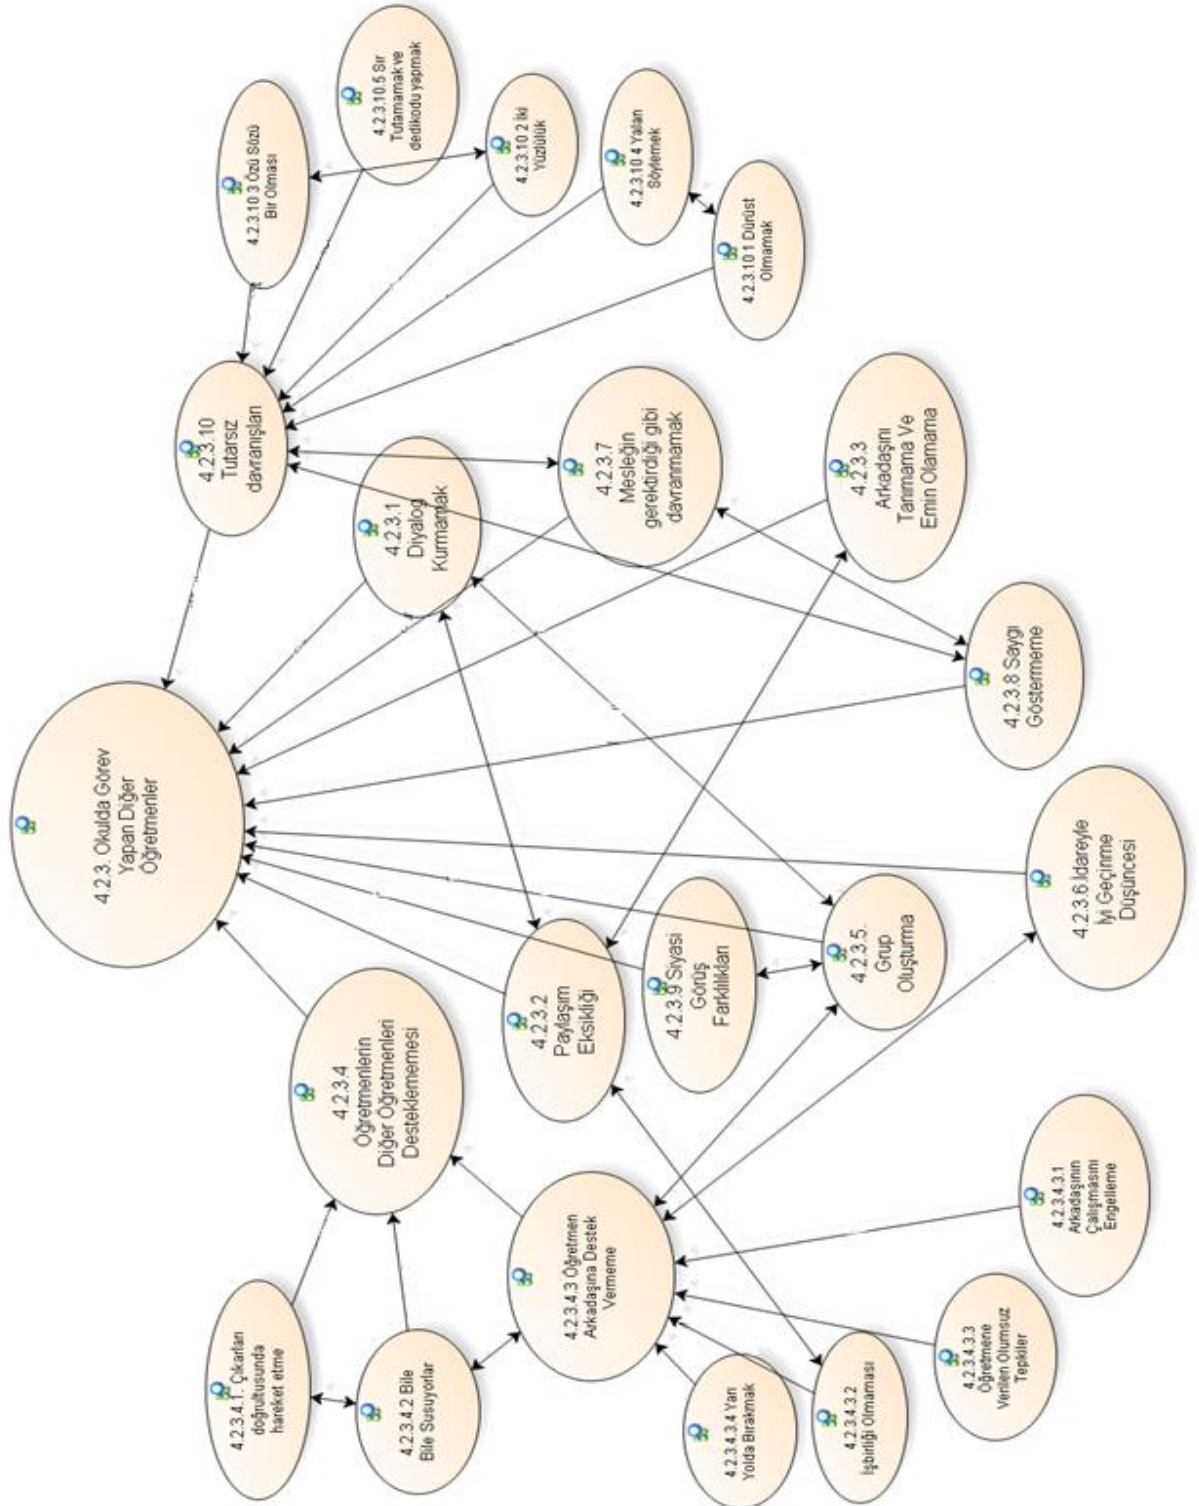 4.2.3. Okulda Görev
Yapan Diğer
Öğretmenler
4.2.3.10
Tutarsız
davranışları
4.2.3.10 3 Özü Sözü
Bir Olması
4.2.3.10.5 Sır
Tutamamak ve
dedikodu yapmak
4.2.3.10 2 İki
Yüzlülük
4.2.3.10 4 Yalan
Söylemek
4.2.3.10 1 Dürüst
Olmamak
4.2.3.1
Diyalog
Kurmamak
4.2.3.7
Mesleğin
gerektirdiği gibi
davranmamak
4.2.3.3
Arkadaşını
Tanımama Ve
Emin Olamama
4.2.3.8 Saygı
Göstermeme
4.2.3.6.İdareyle
İyi Geçinme
Düşüncesi
4.2.3.5.
Grup
Oluşturma
4.2.3.9 Siyasi
Görüş
Farklılıkları
4.2.3.2
Paylaşım
Eksikliği
4.2.3.4
Öğretmenlerin
Diğer Öğretmenleri
Desteklememesi
4.2.3.4.1. Çıkarları
doğrultusunda
hareket etme
4.2.3.4.2 Bile
Bile Susuyorlar
4.2.3.4.3 Öğretmen
Arkadaşına Destek
Vermeme
4.2.3.4.3.4 Yarı
Yolda Bırakmak
4.2.3.4.3.2
İşbirliği Olmaması
4.2.3.4.3.3
Öğretmene
Verilen Olumsuz
Tepkiler
4.2.3.4.3.1
Arkadaşının
Çalışmasını
Engelleme